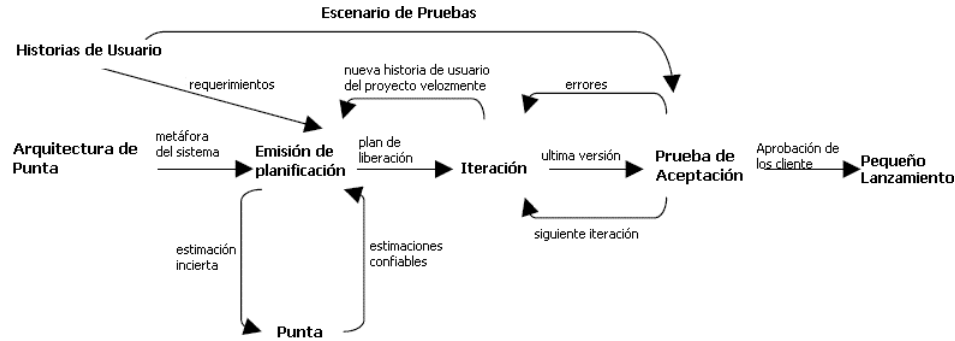 Escenario de Pruebas
Historias de Usuario
requerimientos
nueva historia de usuario
del proyecto velozmente
errores
Arquitectura de
Punta
metáfora
del sistema
Emisión de
planificación
plan de
liberación
Iteración
ultima versión
Prueba de
Aceptación
Aprobación de
los cliente
Pequeño
Lanzamiento
estimación
incierta
estimaciones
confiables
siguiente iteración
Punta